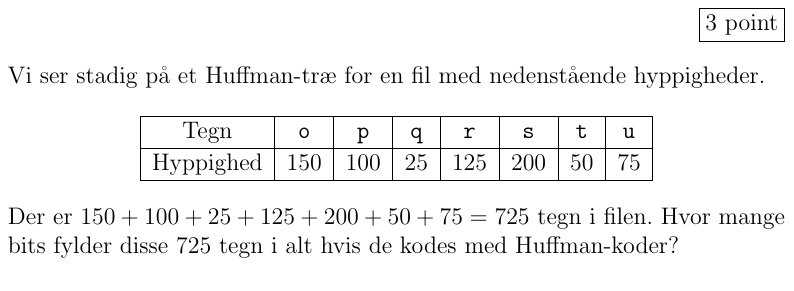 3 point
Vi ser stadig på et Huffman-træ for en fil med nedenstående hyppigheder.
Tegn o p q r s t u
Hyppighed 150 100 25 125 200 50 75
Der er 150 + 100 + 25 + 125 + 200 + 50 + 75 = 725 tegn i filen. Hvor mange
bits fylder disse 725 tegn i alt hvis de kodes med Huffman-koder?